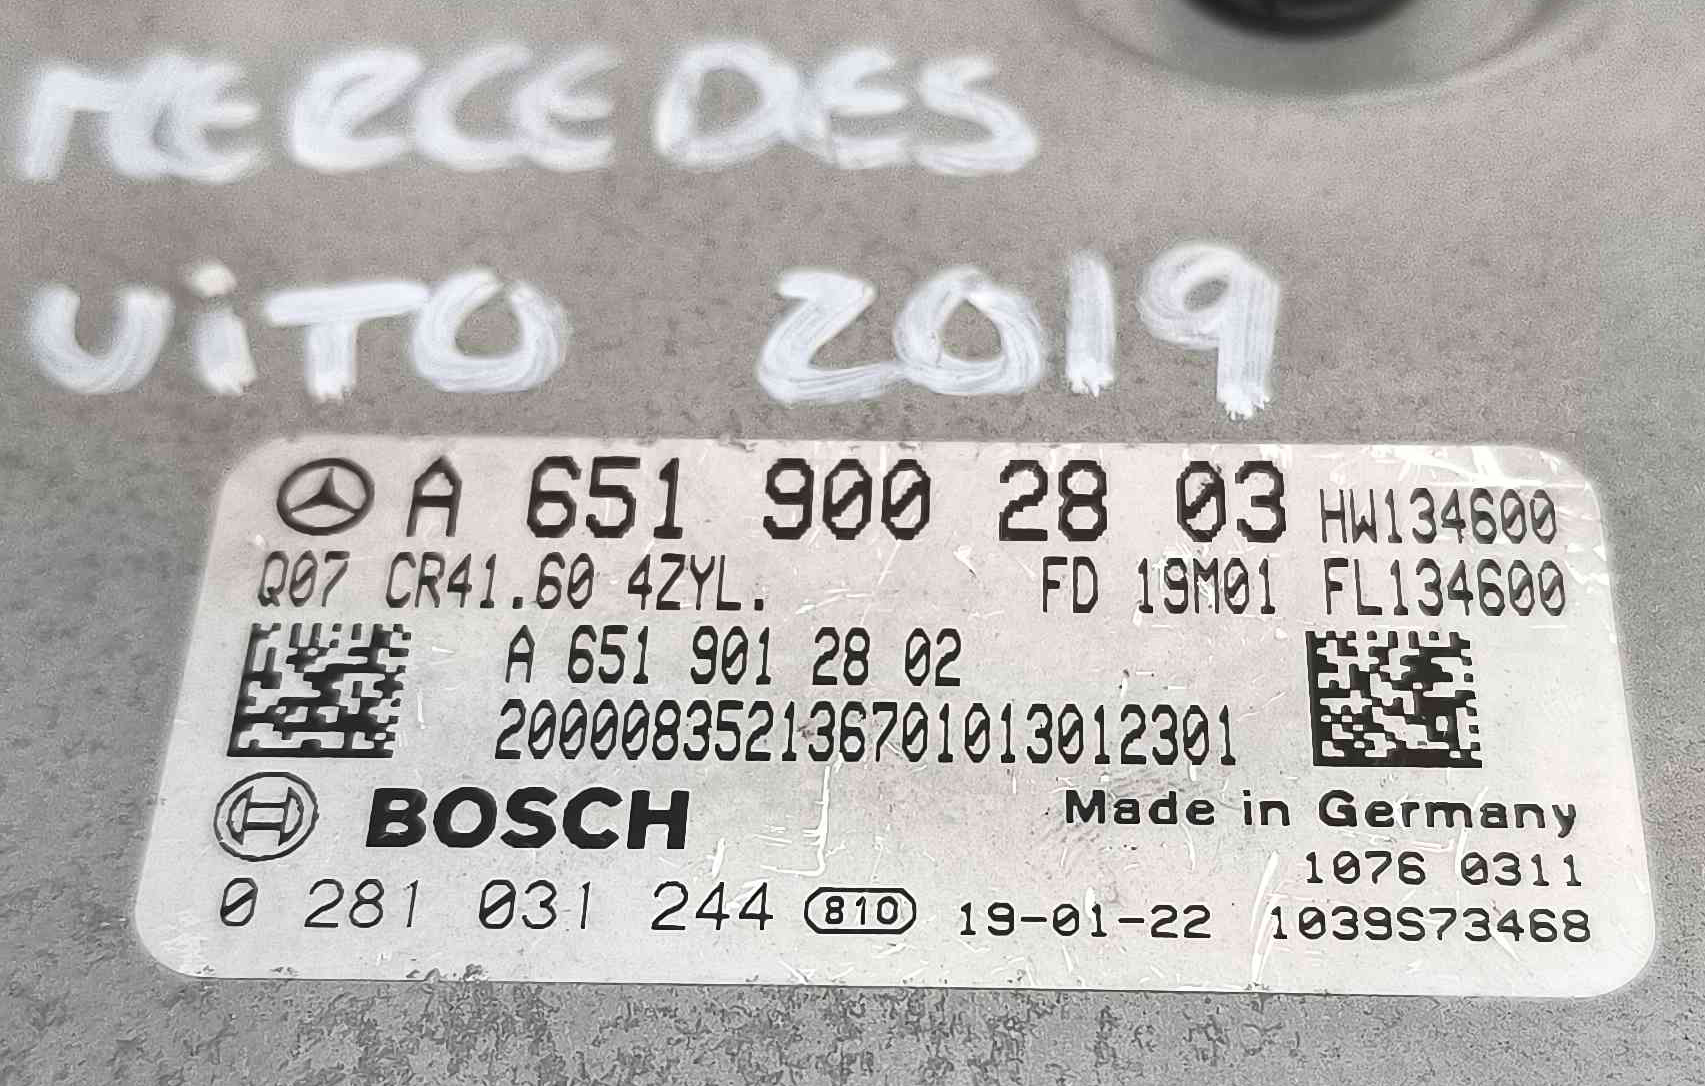 MERCEDES
ViTO 2019
A 651 900 28 03 HW134600
Q07 CR41.60 4ZYL. FD 19M01 FL134600
A 651 901 28 02
200008352136701013012301
BOSCH Made in Germany
1076 0311
0 281 031 244 810 19-01-22 1039S73468